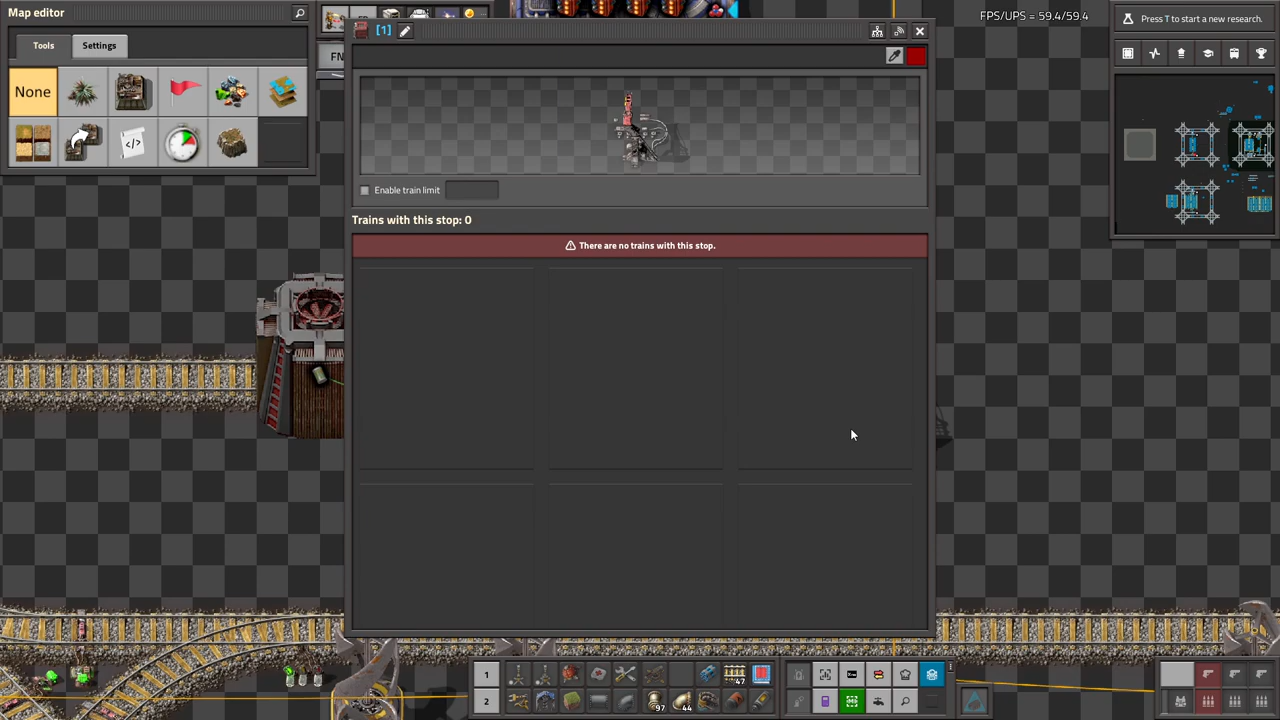 Map editor
Tools
Settings
None
FN
[1]
Enable train limit
Trains with this stop: 0
There are no trains with this stop.
FPS/UPS = 59.4/59.4
Press T to start a new research.
1
47
2
97
44